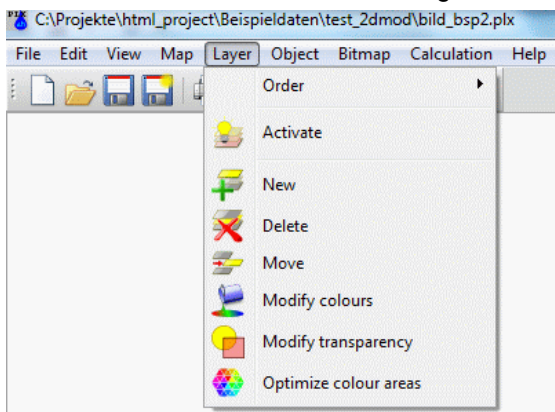 C:\Projekte\html_project\Beispieldaten\test_2dmod\bild_bsp2.plx
File Edit View Map Layer Object Bitmap Calculation Help
Order
Activate
New
Delete
Move
Modify colours
Modify transparency
Optimize colour areas